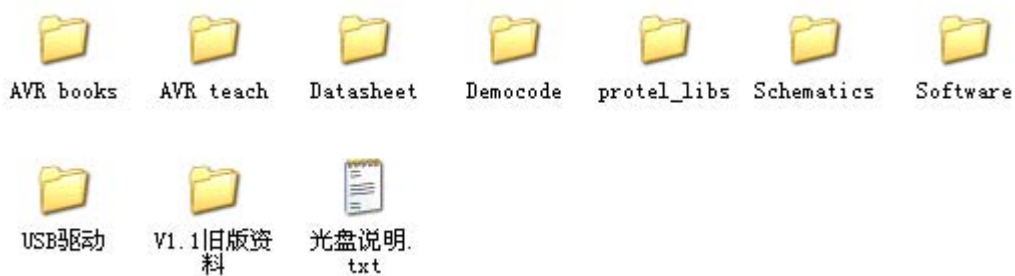 AVR books
AVR teach
Datasheet
Democode
protel_libs
Schematics
Software
USB驱动
V1.1旧版资
料
光盘说明.
txt